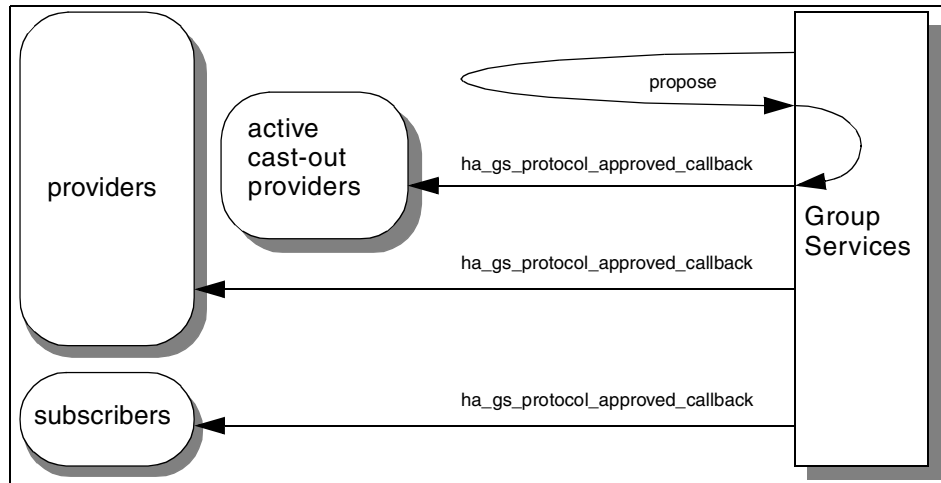 propose
active
cast-out
providers
ha_gs_protocol_approved_callback
providers
Group
Services
ha_gs_protocol_approved_callback
subscribers
ha_gs_protocol_approved_callback